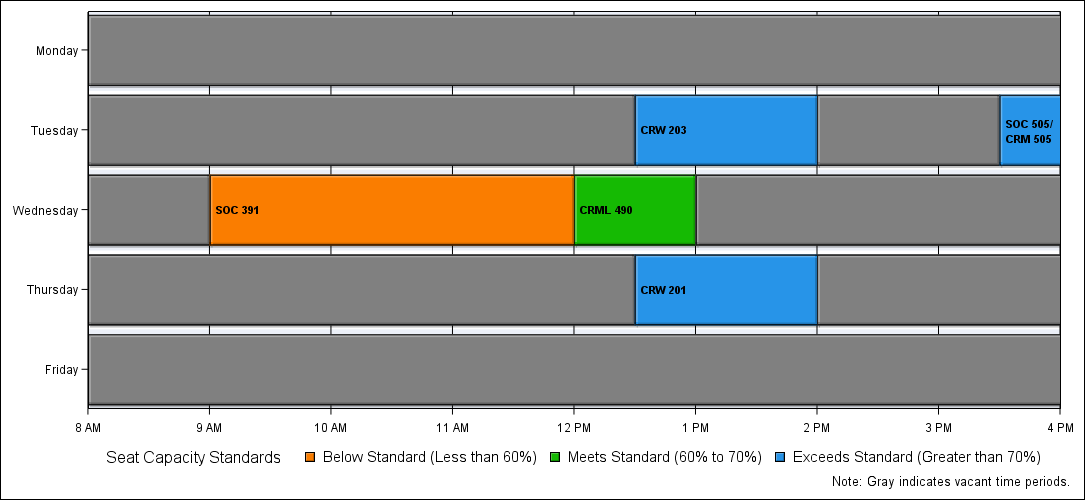 Monday
Tuesday
CRW 203
SOC 505/
CRM 505
Wednesday
SOC 391
CRML 490
Thursday
CRW 201
Friday
8 AM 9 AM 10 AM 11 AM 12 PM 1 PM 2 PM 3 PM 4 PM
Seat Capacity Standards Below Standard (Less than 60%) Meets Standard (60% to 70%) Exceeds Standard (Greater than 70%)
Note: Gray indicates vacant time periods.